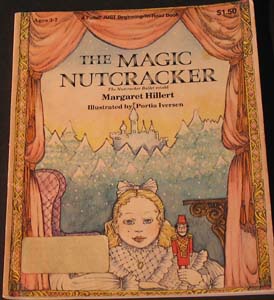 Ages 3-7
A Follett JUST Beginning-to-Read Book
$1.50
THE MAGIC
NUTCRACKER
The Nutcracker Ballet retold
Margaret Hillert
Illustrated by Portia Iversen